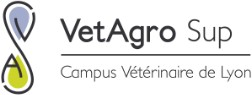 V
A
VetAgro Sup
Campus Vétérinaire de Lyon